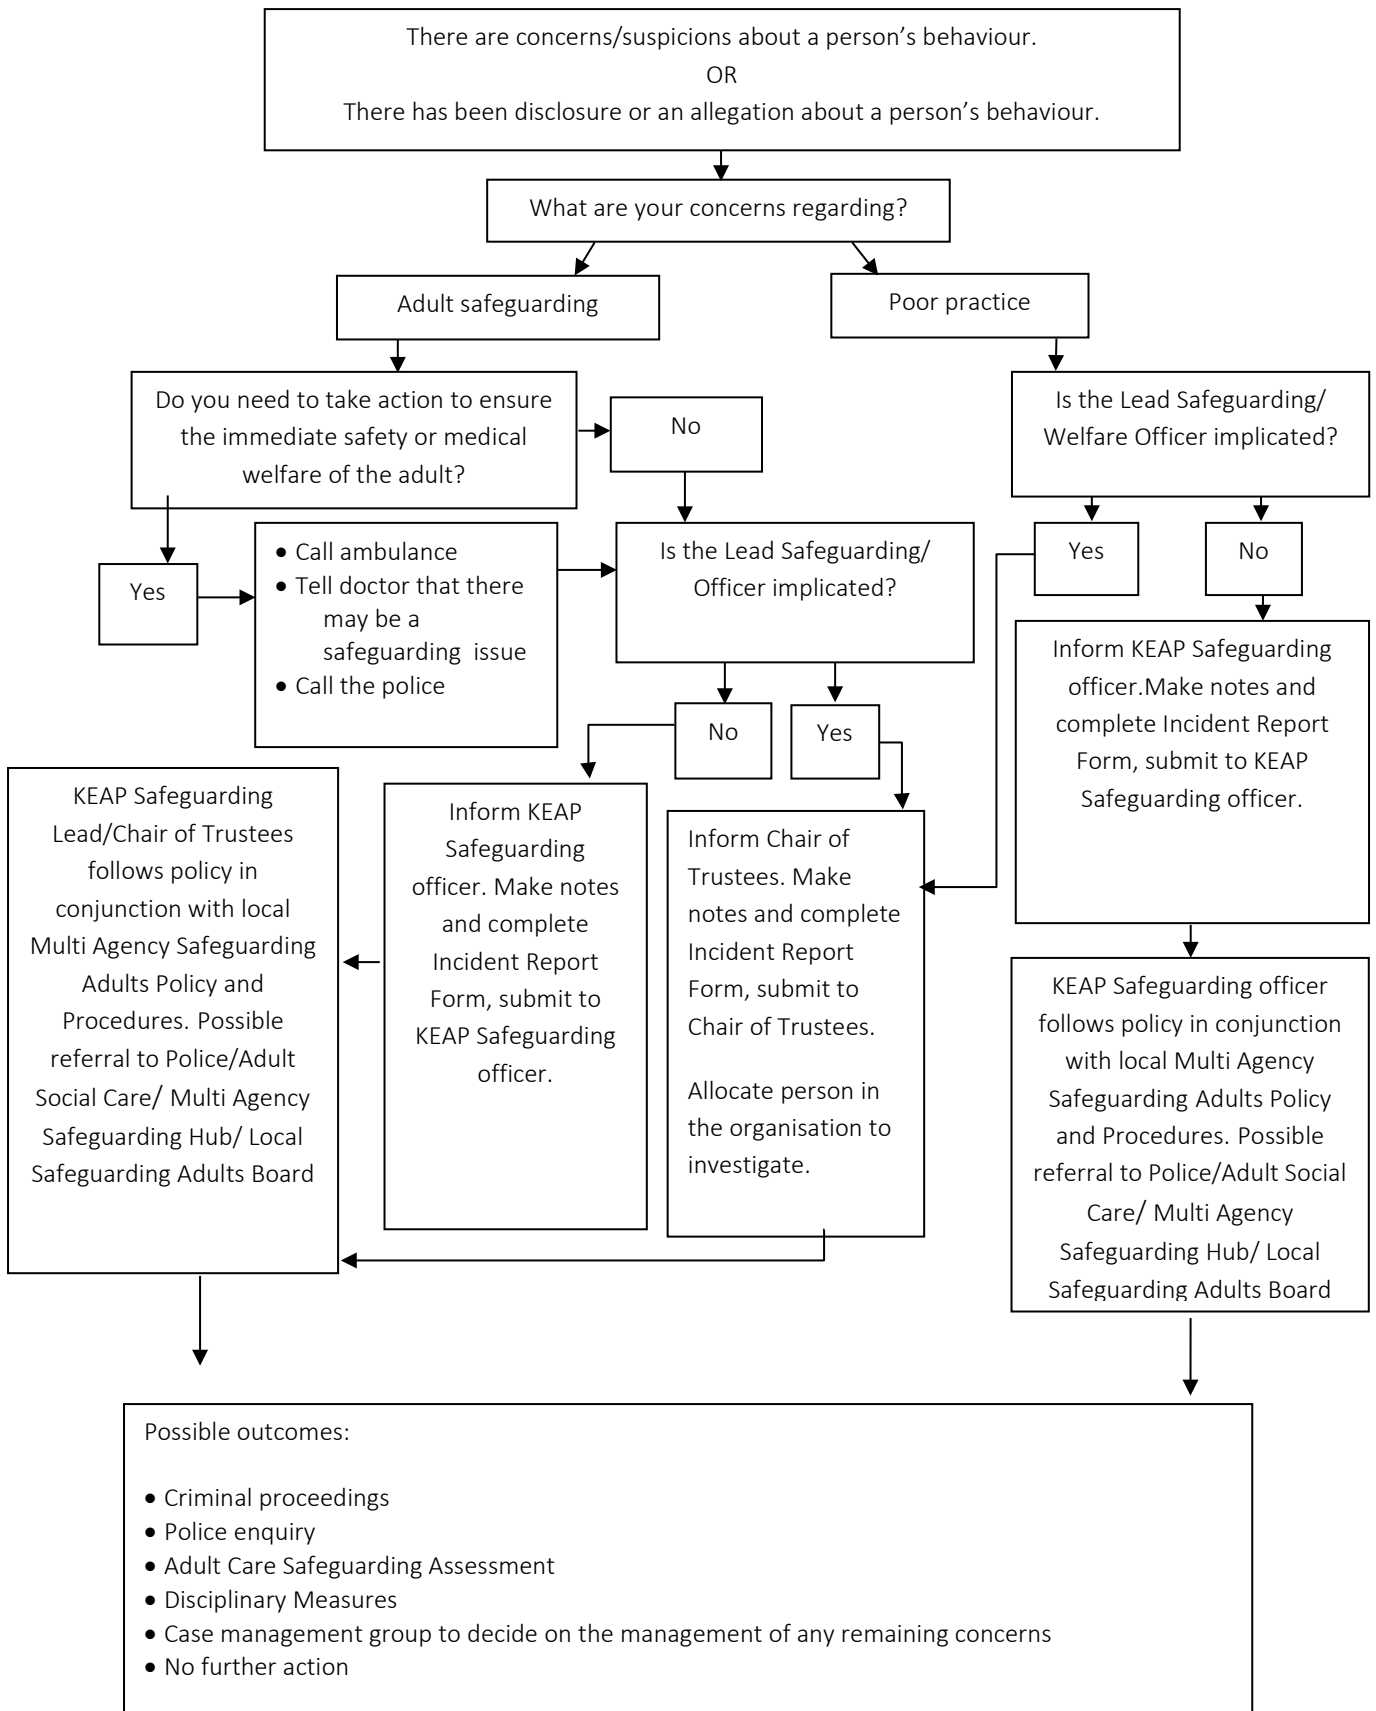 There are concerns/suspicions about a person’s behaviour.
OR
There has been disclosure or an allegation about a person’s behaviour.
What are your concerns regarding?
Adult safeguarding
Poor practice
Do you need to take action to ensure
the immediate safety or medical
welfare of the adult?
No
Is the Lead Safeguarding/
Welfare Officer implicated?
Yes
• Call ambulance
• Tell doctor that there
may be a
safeguarding issue
• Call the police
Is the Lead Safeguarding/
Officer implicated?
Yes
No
No
Yes
Inform KEAP Safeguarding
officer.Make notes and
complete Incident Report
Form, submit to KEAP
Safeguarding officer.
KEAP Safeguarding
Lead/Chair of Trustees
follows policy in
conjunction with local
Multi Agency Safeguarding
Adults Policy and
Procedures. Possible
referral to Police/Adult
Social Care/ Multi Agency
Safeguarding Hub/ Local
Safeguarding Adults Board
Inform KEAP
Safeguarding
officer. Make notes
and complete
Incident Report
Form, submit to
KEAP Safeguarding
officer.
Inform Chair of
Trustees. Make
notes and complete
Incident Report
Form, submit to
Chair of Trustees.
Allocate person in
the organisation to
investigate.
KEAP Safeguarding officer
follows policy in conjunction
with local Multi Agency
Safeguarding Adults Policy
and Procedures. Possible
referral to Police/Adult Social
Care/ Multi Agency
Safeguarding Hub/ Local
Safeguarding Adults Board
Possible outcomes:
• Criminal proceedings
• Police enquiry
• Adult Care Safeguarding Assessment
• Disciplinary Measures
• Case management group to decide on the management of any remaining concerns
• No further action